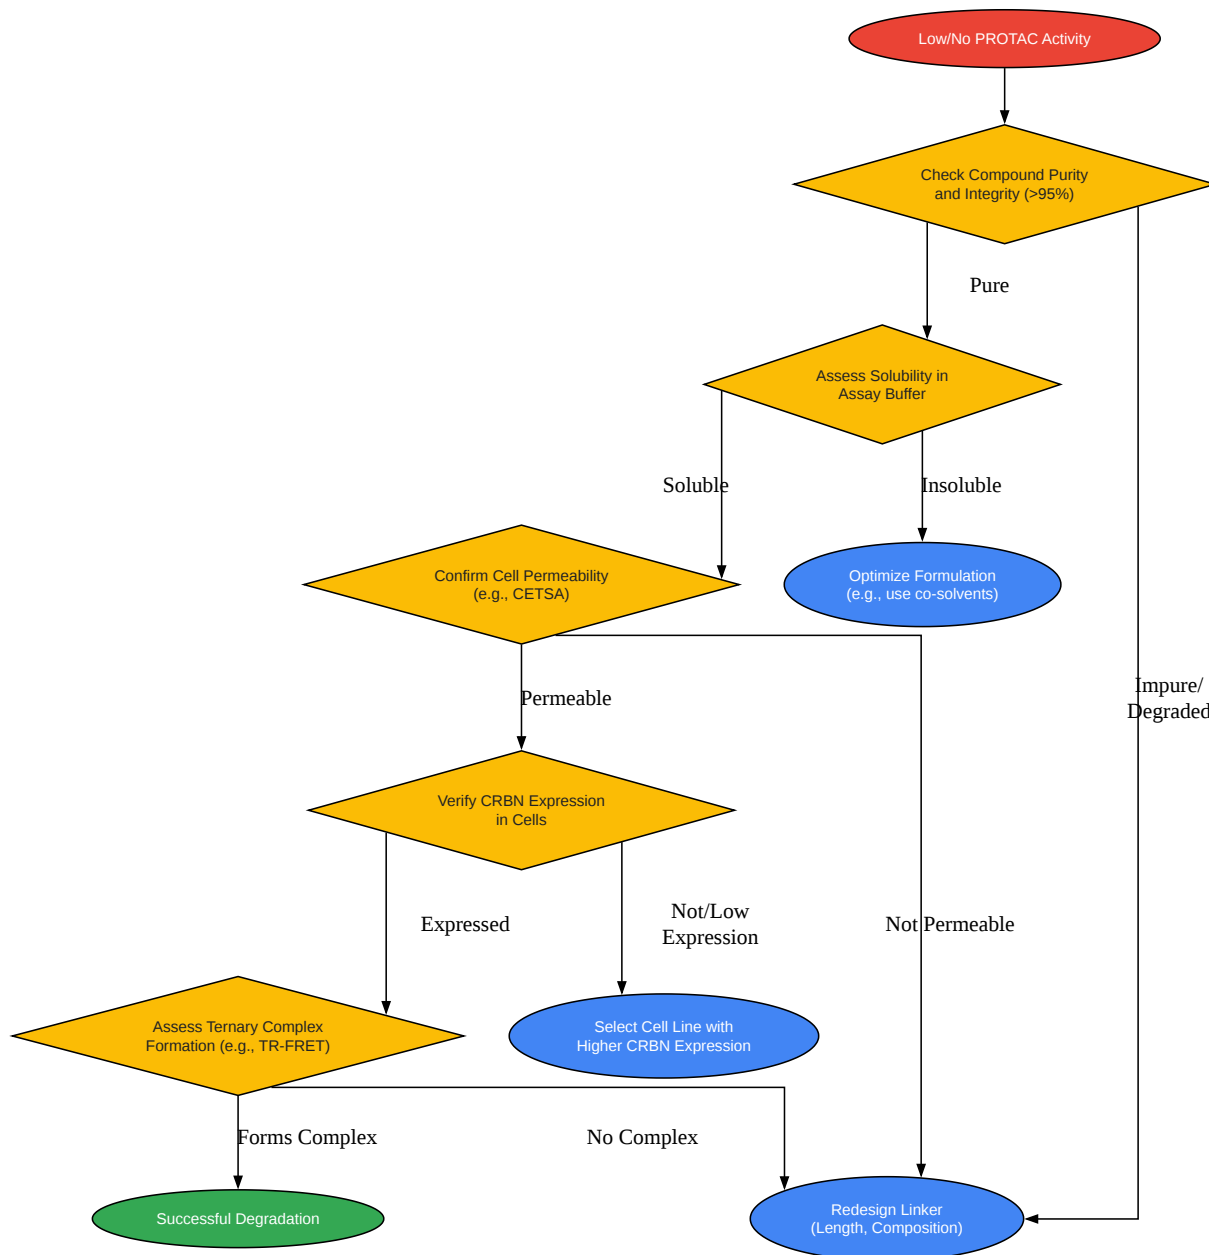 Low/No PROTAC Activity
Check Compound Purity
and Integrity (>95%)
Pure
Assess Solubility in
Assay Buffer
Soluble
Insoluble
Confirm Cell Permeability
(e.g., CETSA)
Optimize Formulation
(e.g., use co-solvents)
Impure/
Degraded
Permeable
Verify CRBN Expression
in Cells
Expressed
Not/Low
Expression
Not Permeable
Assess Ternary Complex
Formation (e.g., TR-FRET)
Select Cell Line with
Higher CRBN Expression
Forms Complex
No Complex
Successful Degradation
Redesign Linker
(Length, Composition)